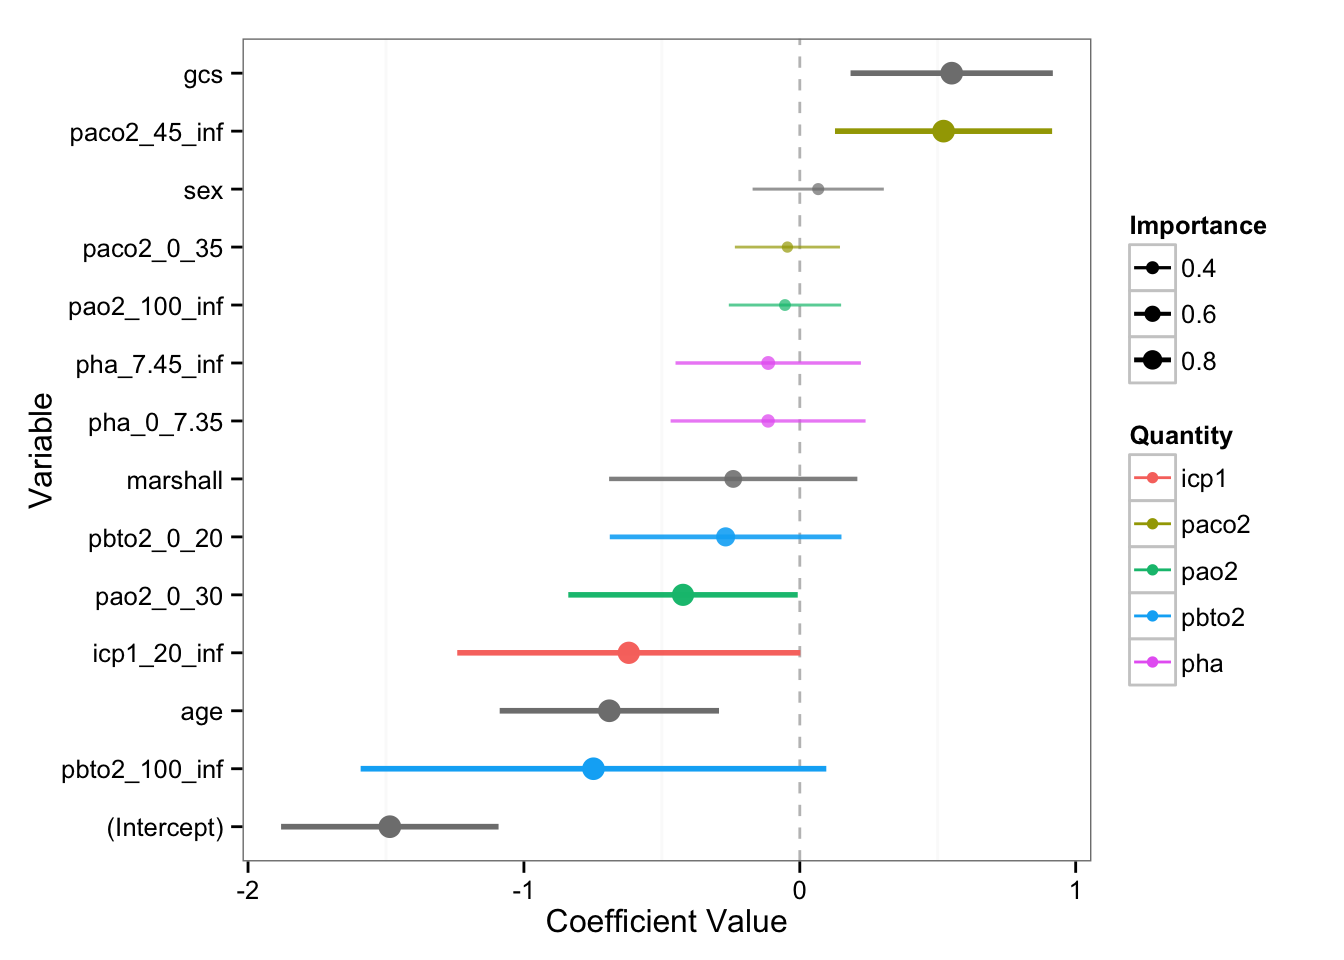 Variable
gcs
paco2_45_inf
sex
paco2_0_35
pao2_100_inf
pha_7.45_inf
pha_0_7.35
marshall
pbto2_0_20
pao2_0_30
icp1_20_inf
age
pbto2_100_inf
(Intercept)
-2 -1 0 1
Coefficient Value
Importance
0.4
0.6
0.8
Quantity
icp1
paco2
pao2
pbto2
pha